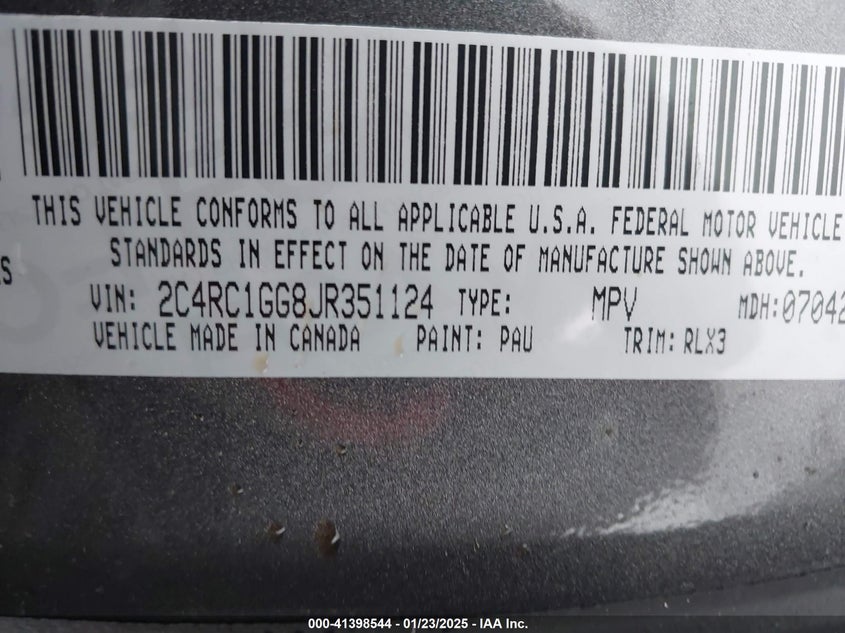 THIS VEHICLE CONFORMS TO ALL APPLICABLE U.S.A. FEDERAL MOTOR VEHICLE
STANDARDS IN EFFECT ON THE DATE OF MANUFACTURE SHOWN ABOVE.
VIN: 2C4RC1GG8JR351124 TYPE: MPV MDH:07042
VEHICLE MADE IN CANADA PAINT: PAU TRIM: RLX3
000-41398544 / 01/23/2025 - IAA Inc.